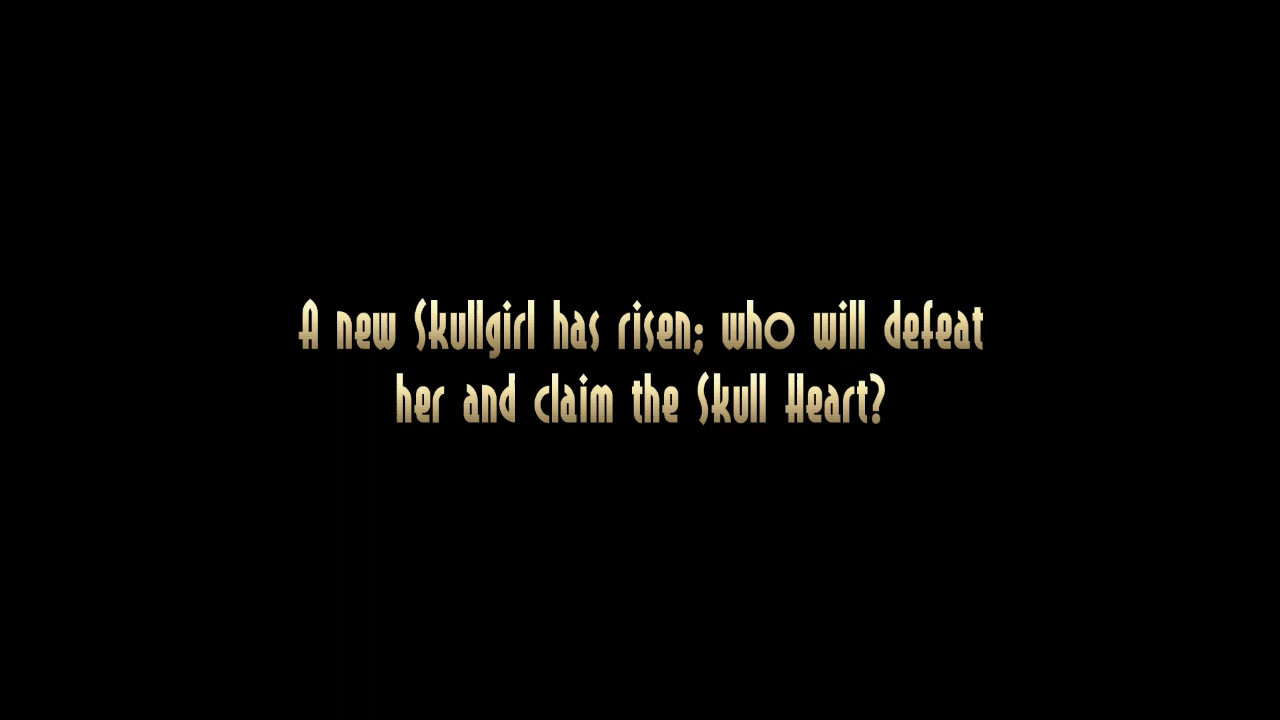 A new Skullgirl has risen; who will defeat
her and claim the Skull Heart?